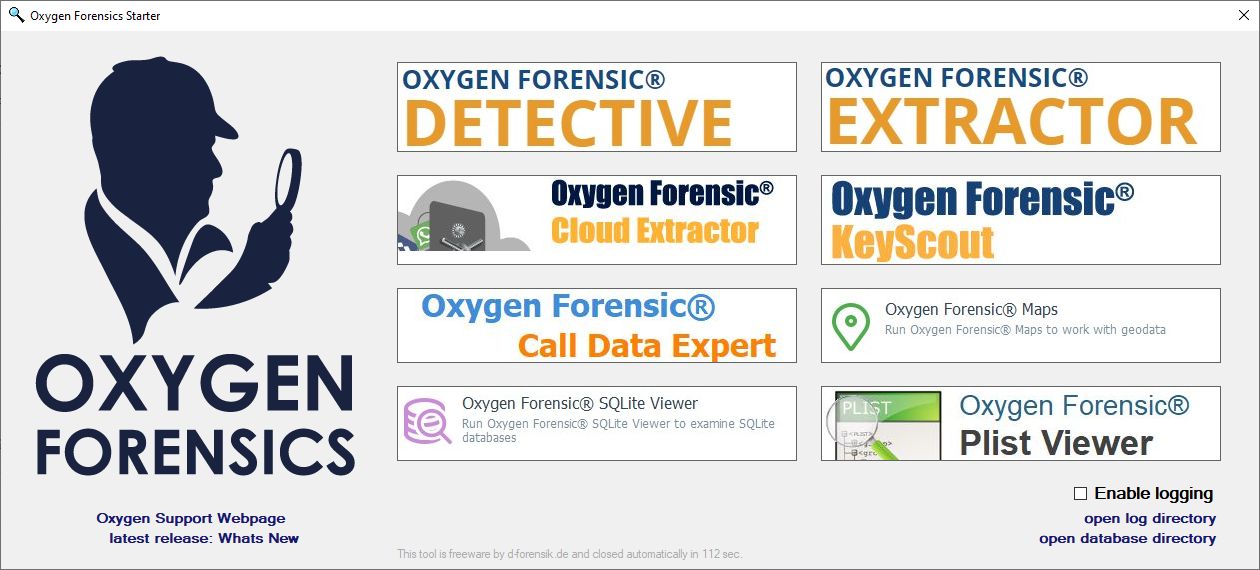 Oxygen Forensics Starter
OXYGEN FORENSIC®
DETECTIVE
OXYGEN FORENSIC®
EXTRACTOR
Oxygen Forensic®
Cloud Extractor
Oxygen Forensic®
KeyScout
Oxygen Forensic®
Call Data Expert
Oxygen Forensic® Maps
Run Oxygen Forensic® Maps to work with geodata
Oxygen Forensic® SQLite Viewer
Run Oxygen Forensic® SQLite Viewer to examine SQLite
databases
PLIST
<PLIST>
Oxygen Forensic®
Plist Viewer
OXYGEN
FORENSICS
Oxygen Support Webpage
latest release: Whats New
Enable logging
open log directory
open database directory
This tool is freeware by d-forensik.de and closed automatically in 112 sec.